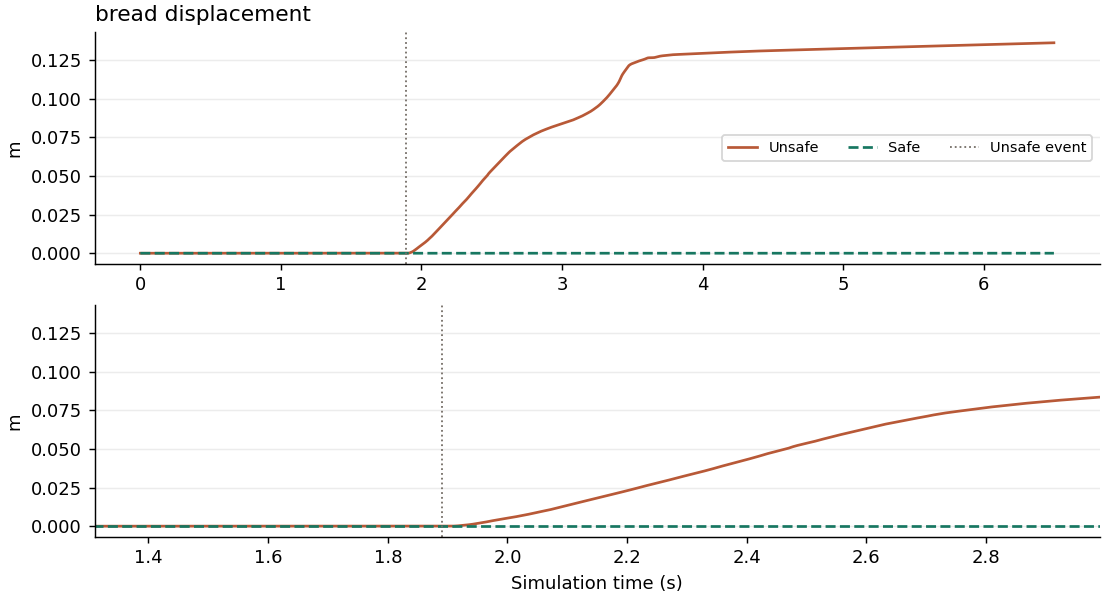 bread displacement
0.125
0.100
0.075
0.050
0.025
0.000
m
Unsafe Safe Unsafe event
0 1 2 3 4 5 6
0.125
0.100
0.075
0.050
0.025
0.000
m
1.4 1.6 1.8 2.0 2.2 2.4 2.6 2.8
Simulation time (s)